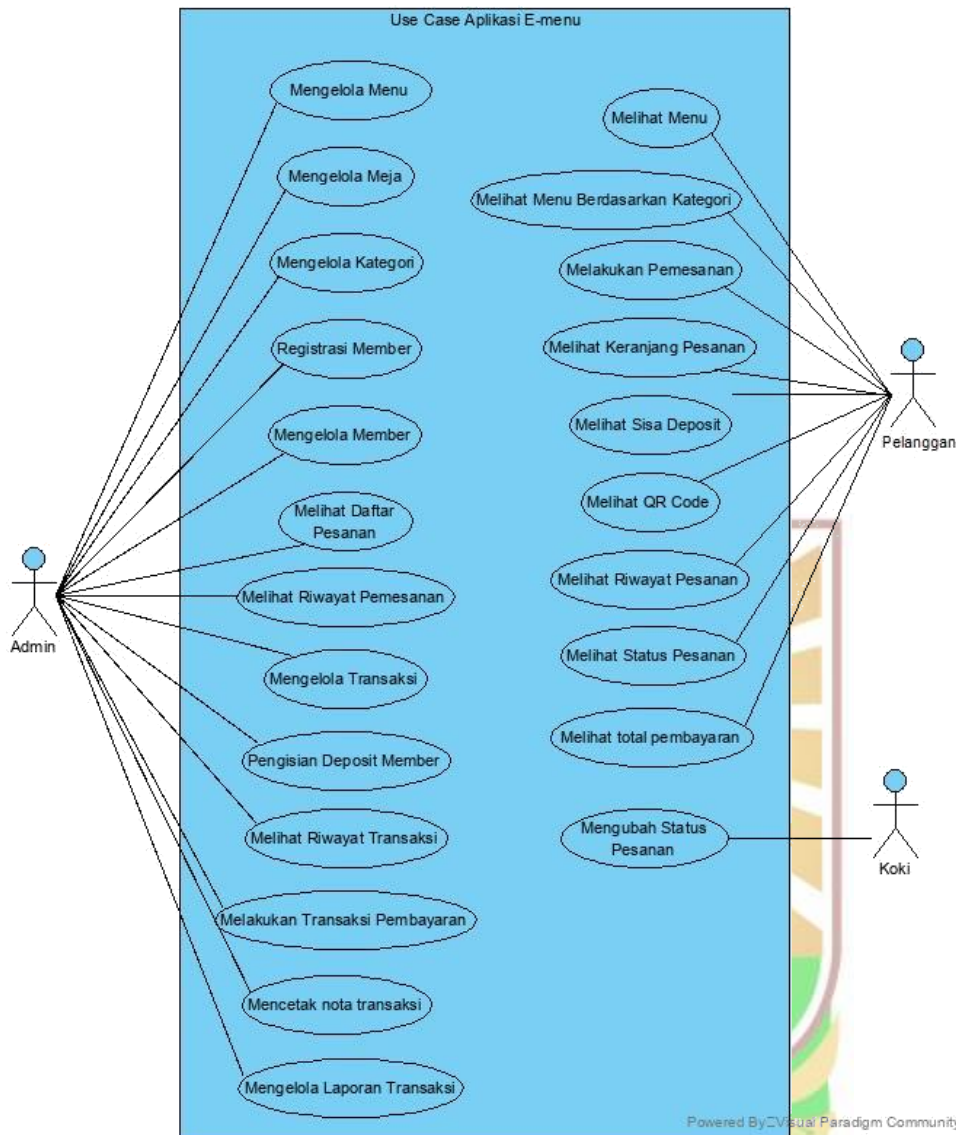 Use Case Aplikasi E-menu
Mengelola Menu
Mengelola Meja
Mengelola Kategori
Registrasi Member
Mengelola Member
Melihat Daftar
Pesanan
Melihat Riwayat Pemesanan
Mengelola Transaksi
Pengisian Deposit Member
Melihat Riwayat Transaksi
Melakukan Transaksi Pembayaran
Mencetak nota transaksi
Mengelola Laporan Transaksi
Admin
Melihat Menu
Melihat Menu Berdasarkan Kategori
Melakukan Pemesanan
Melihat Keranjang Pesanan
Melihat Sisa Deposit
Melihat QR Code
Melihat Riwayat Pesanan
Melihat Status Pesanan
Melihat total pembayaran
Mengubah Status
Pesanan
Pelanggan
Koki
Powered By Visual Paradigm Community